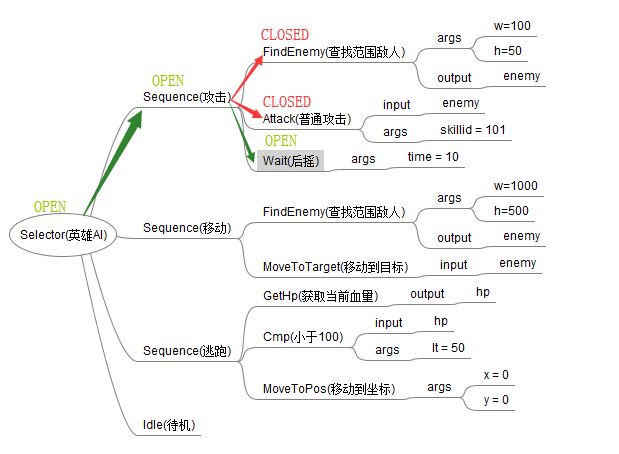 CLOSED
FindEnemy(查找范围敌人)
args
w=100
h=50
output
enemy
OPEN
Sequence(攻击)
CLOSED
Attack(普通攻击)
input
enemy
args
skillid = 101
OPEN
Wait(后摇)
args
time = 10
OPEN
Selector(英雄AI)
Sequence(移动)
FindEnemy(查找范围敌人)
args
w=1000
h=500
output
enemy
MoveToTarget(移动到目标)
input
enemy
Sequence(逃跑)
GetHp(获取当前血量)
output
hp
Cmp(小于100)
input
hp
args
lt = 50
MoveToPos(移动到坐标)
args
x = 0
y = 0
Idle(待机)